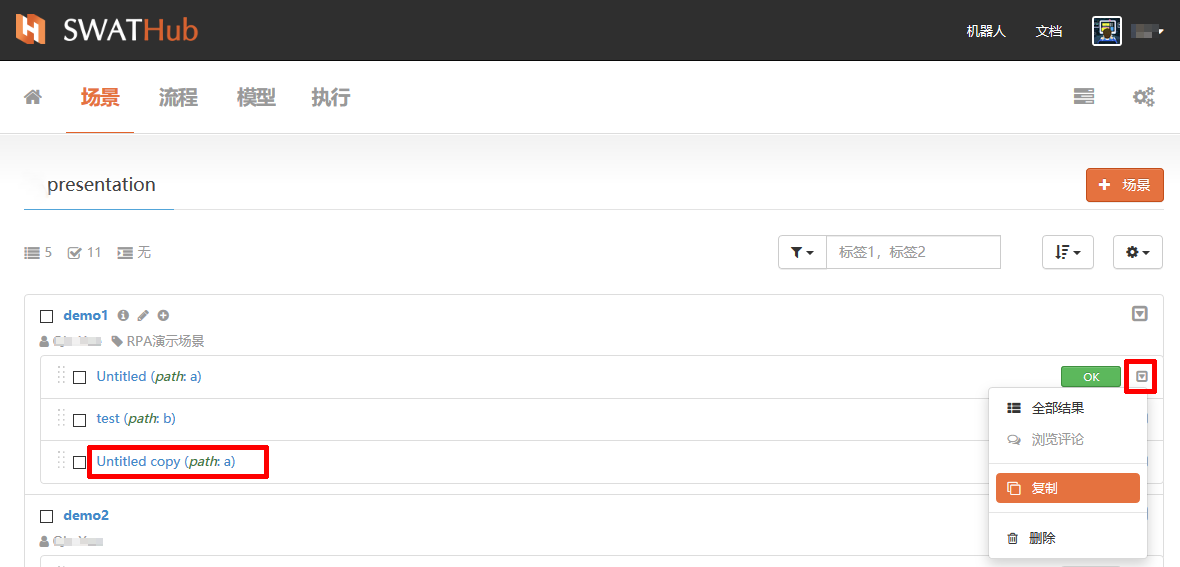 SWATHub 机器人 文档
场景 流程 模型 执行
presentation
+ 场景
5 11 无 标签1，标签2
demo1
RPA演示场景
Untitled (path: a) OK
test (path: b)
Untitled copy (path: a)
全部结果
浏览评论
复制
删除
demo2